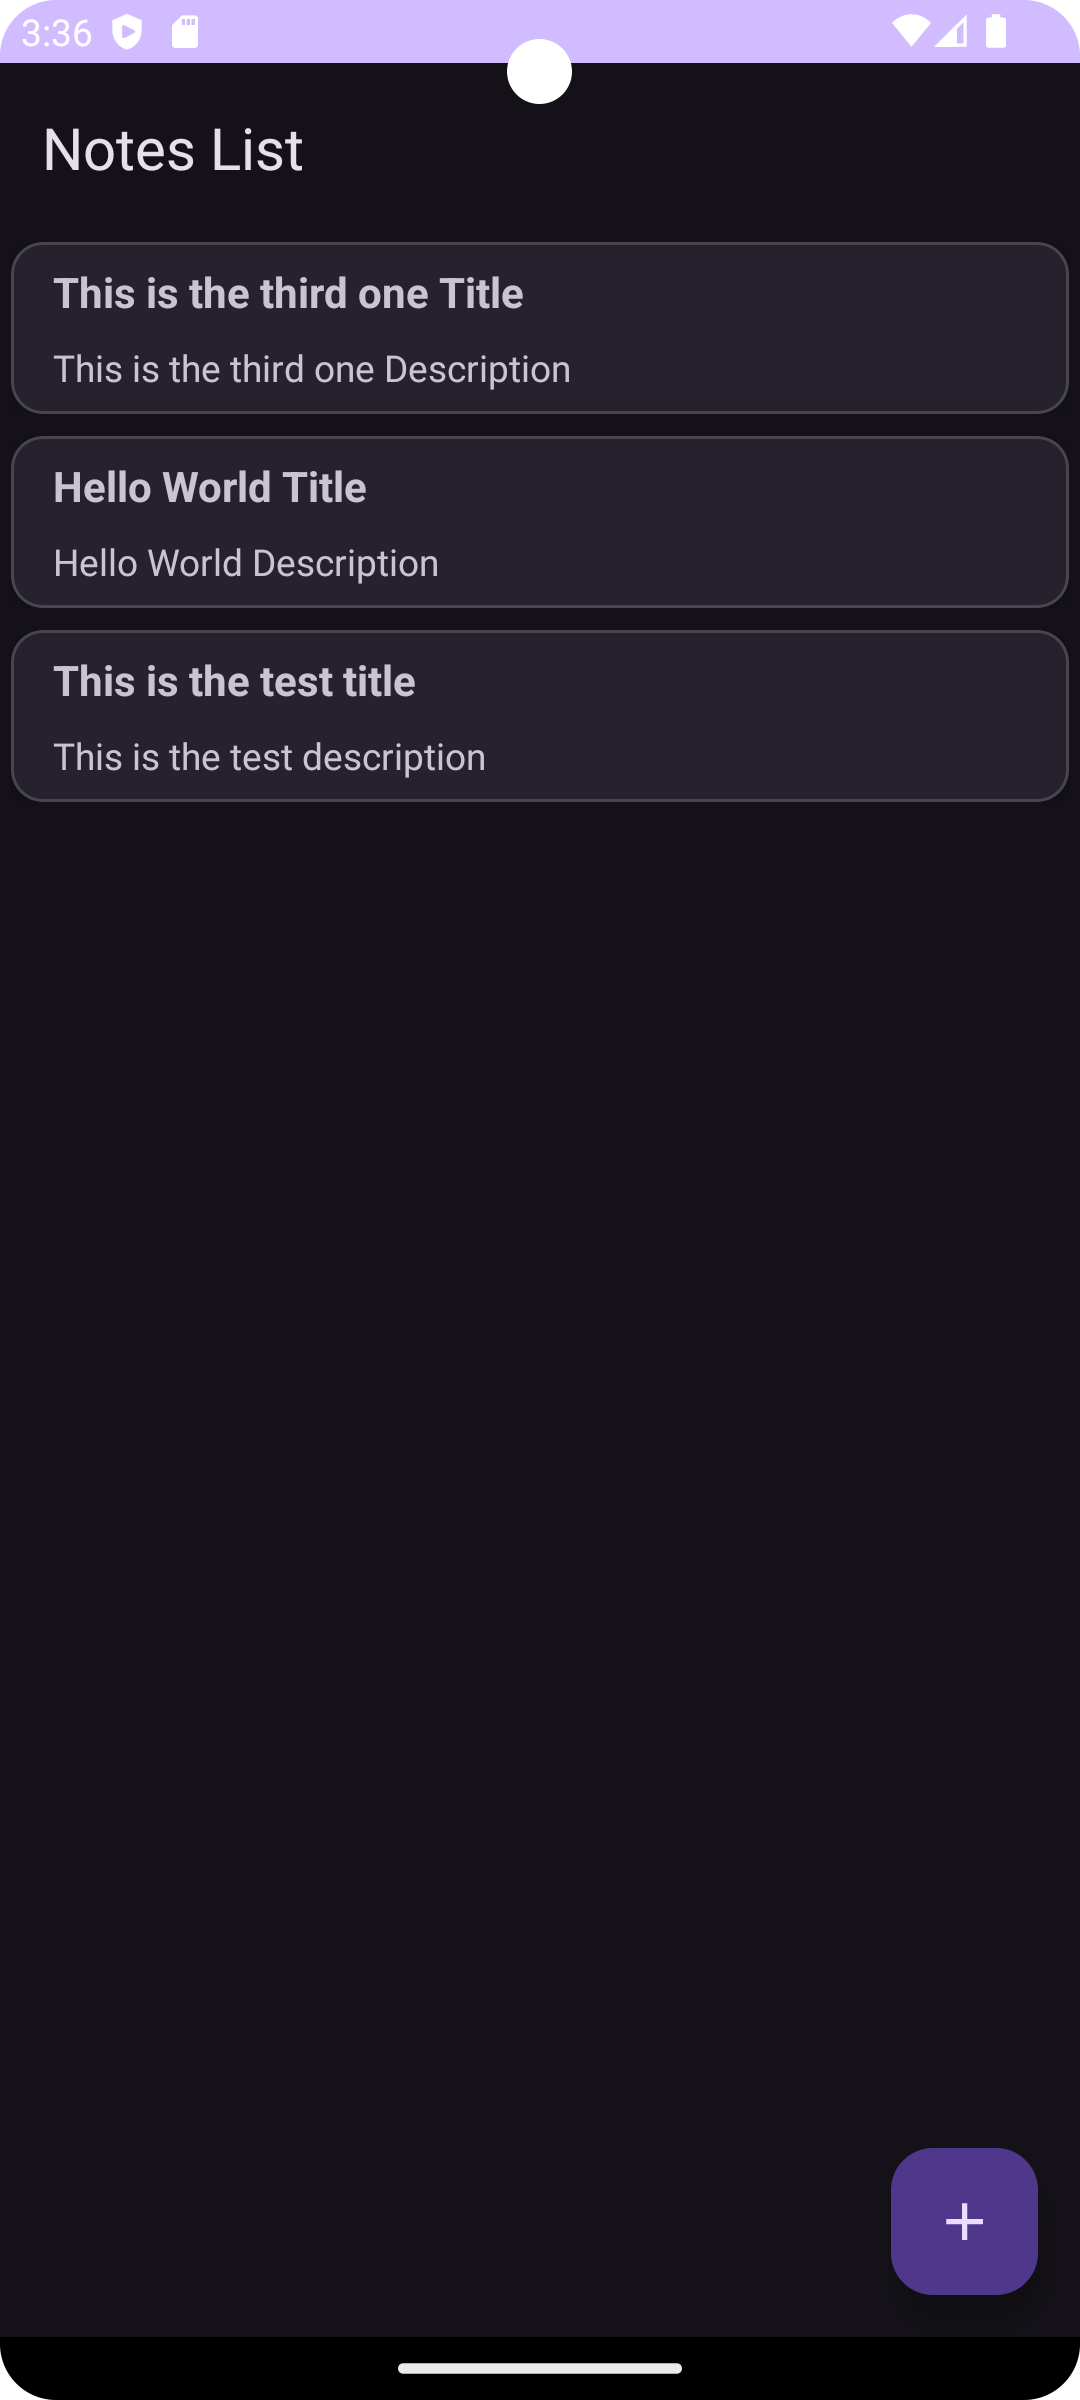 3:36
Notes List
This is the third one Title
This is the third one Description
Hello World Title
Hello World Description
This is the test title
This is the test description